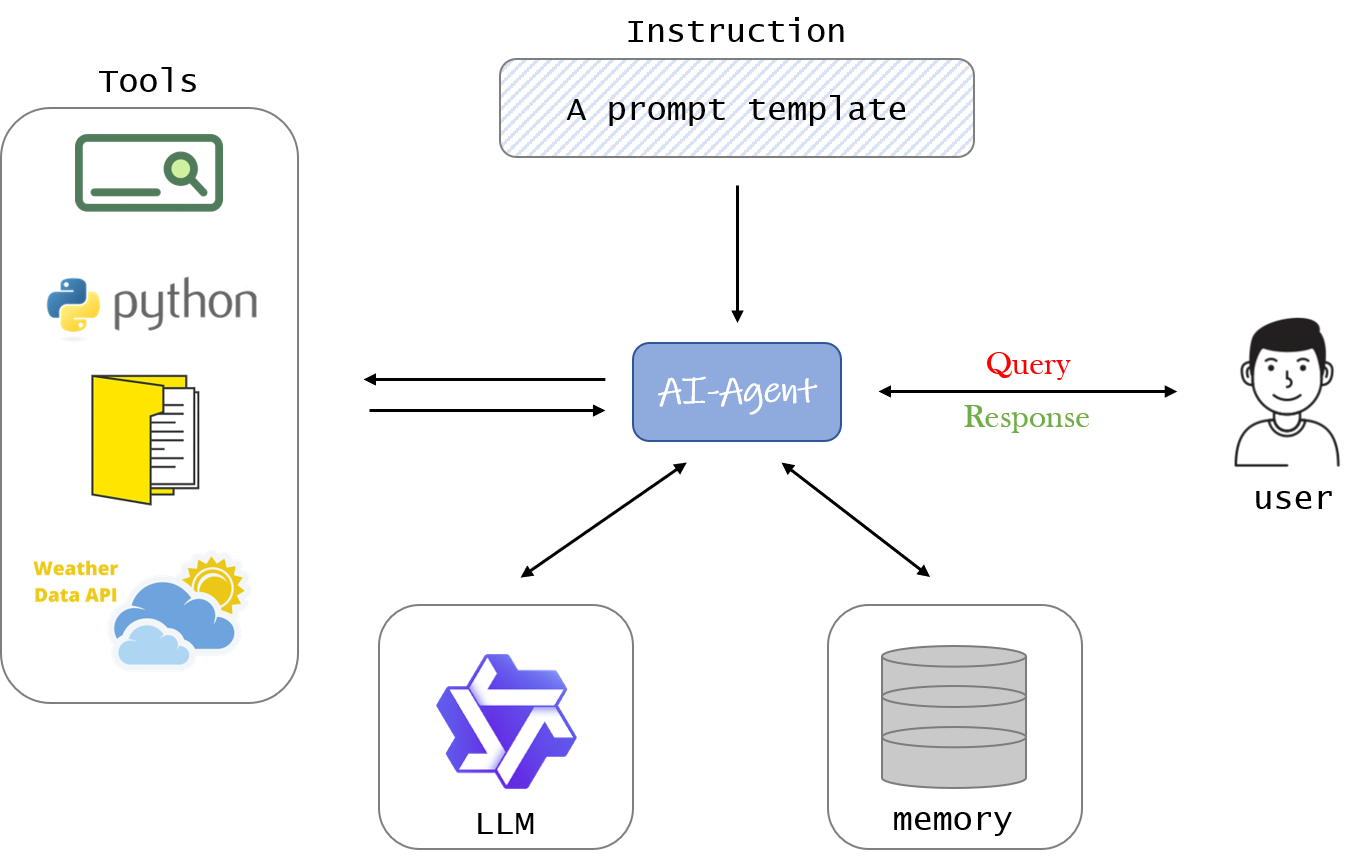 Instruction
A prompt template
Tools
python
Weather
Data API
AI-Agent
Query
Response
user
LLM
memory